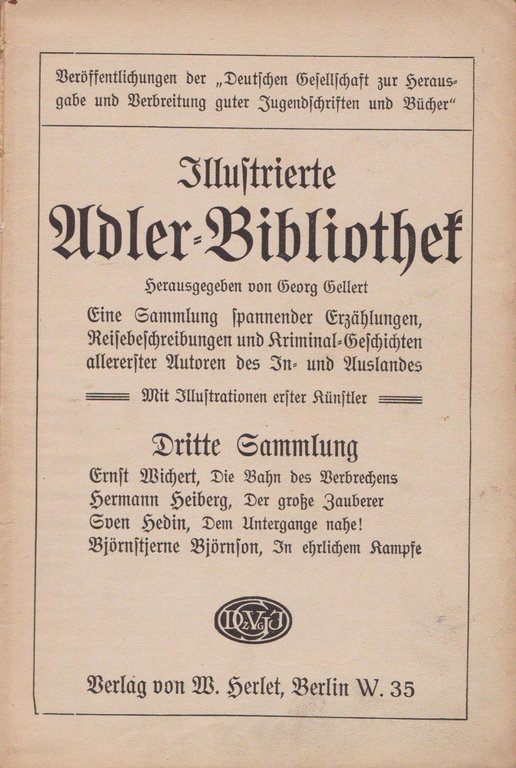 Veröffentlichungen der „Deutschen Gesellschaft zur Heraus-
gabe und Verbreitung guter Jugendschriften und Bücher“
Illustrierte
Adler-Bibliothek
Herausgegeben von Georg Gellert
Eine Sammlung spannender Erzählungen,
Reisebeschreibungen und Kriminal-Geschichten
allererster Autoren des In- und Auslandes
Mit Illustrationen erster Künstler
Dritte Sammlung
Ernst Wichert, Die Bahn des Verbrechens
Hermann Heiberg, Der große Zauberer
Sven Hedin, Dem Untergange nahe!
Björnstjerne Björnson, In ehrlichem Kampfe
Verlag von W. Herlet, Berlin W. 35